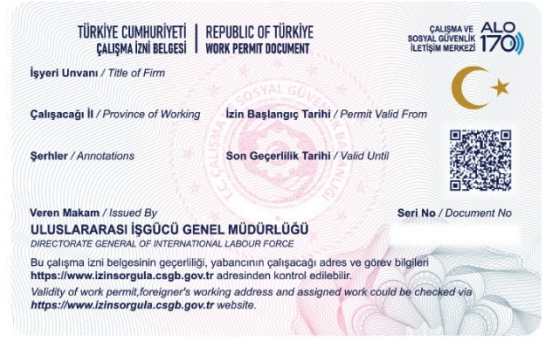 TÜRKİYE CUMHURİYETİ
ÇALIŞMA İZNİ BELGESİ
REPUBLIC OF TÜRKİYE
WORK PERMIT DOCUMENT
ÇALIŞMA VE
SOSYAL GÜVENLİK
İLETİŞİM MERKEZİ
ALO
170
İşyeri Unvanı / Title of Firm
Çalışacağı İl / Province of Working
İzin Başlangıç Tarihi / Permit Valid From
Şerhler / Annotations
Son Geçerlilik Tarihi / Valid Until
T.C. ÇALIŞMA VE SOSYAL GÜVENLİK BAKANLIĞI
Veren Makam / Issued By
Seri No / Document No
ULUSLARARASI İŞGÜCÜ GENEL MÜDÜRLÜĞÜ
DIRECTORATE GENERAL OF INTERNATIONAL LABOUR FORCE
Bu çalışma izni belgesinin geçerliliği, yabancının çalışacağı adres ve görev bilgileri
https://www.izinsorgula.csgb.gov.tr adresinden kontrol edilebilir.
Validity of work permit,foreigner's working address and assigned work could be checked via
https://www.izinsorgula.csgb.gov.tr website.